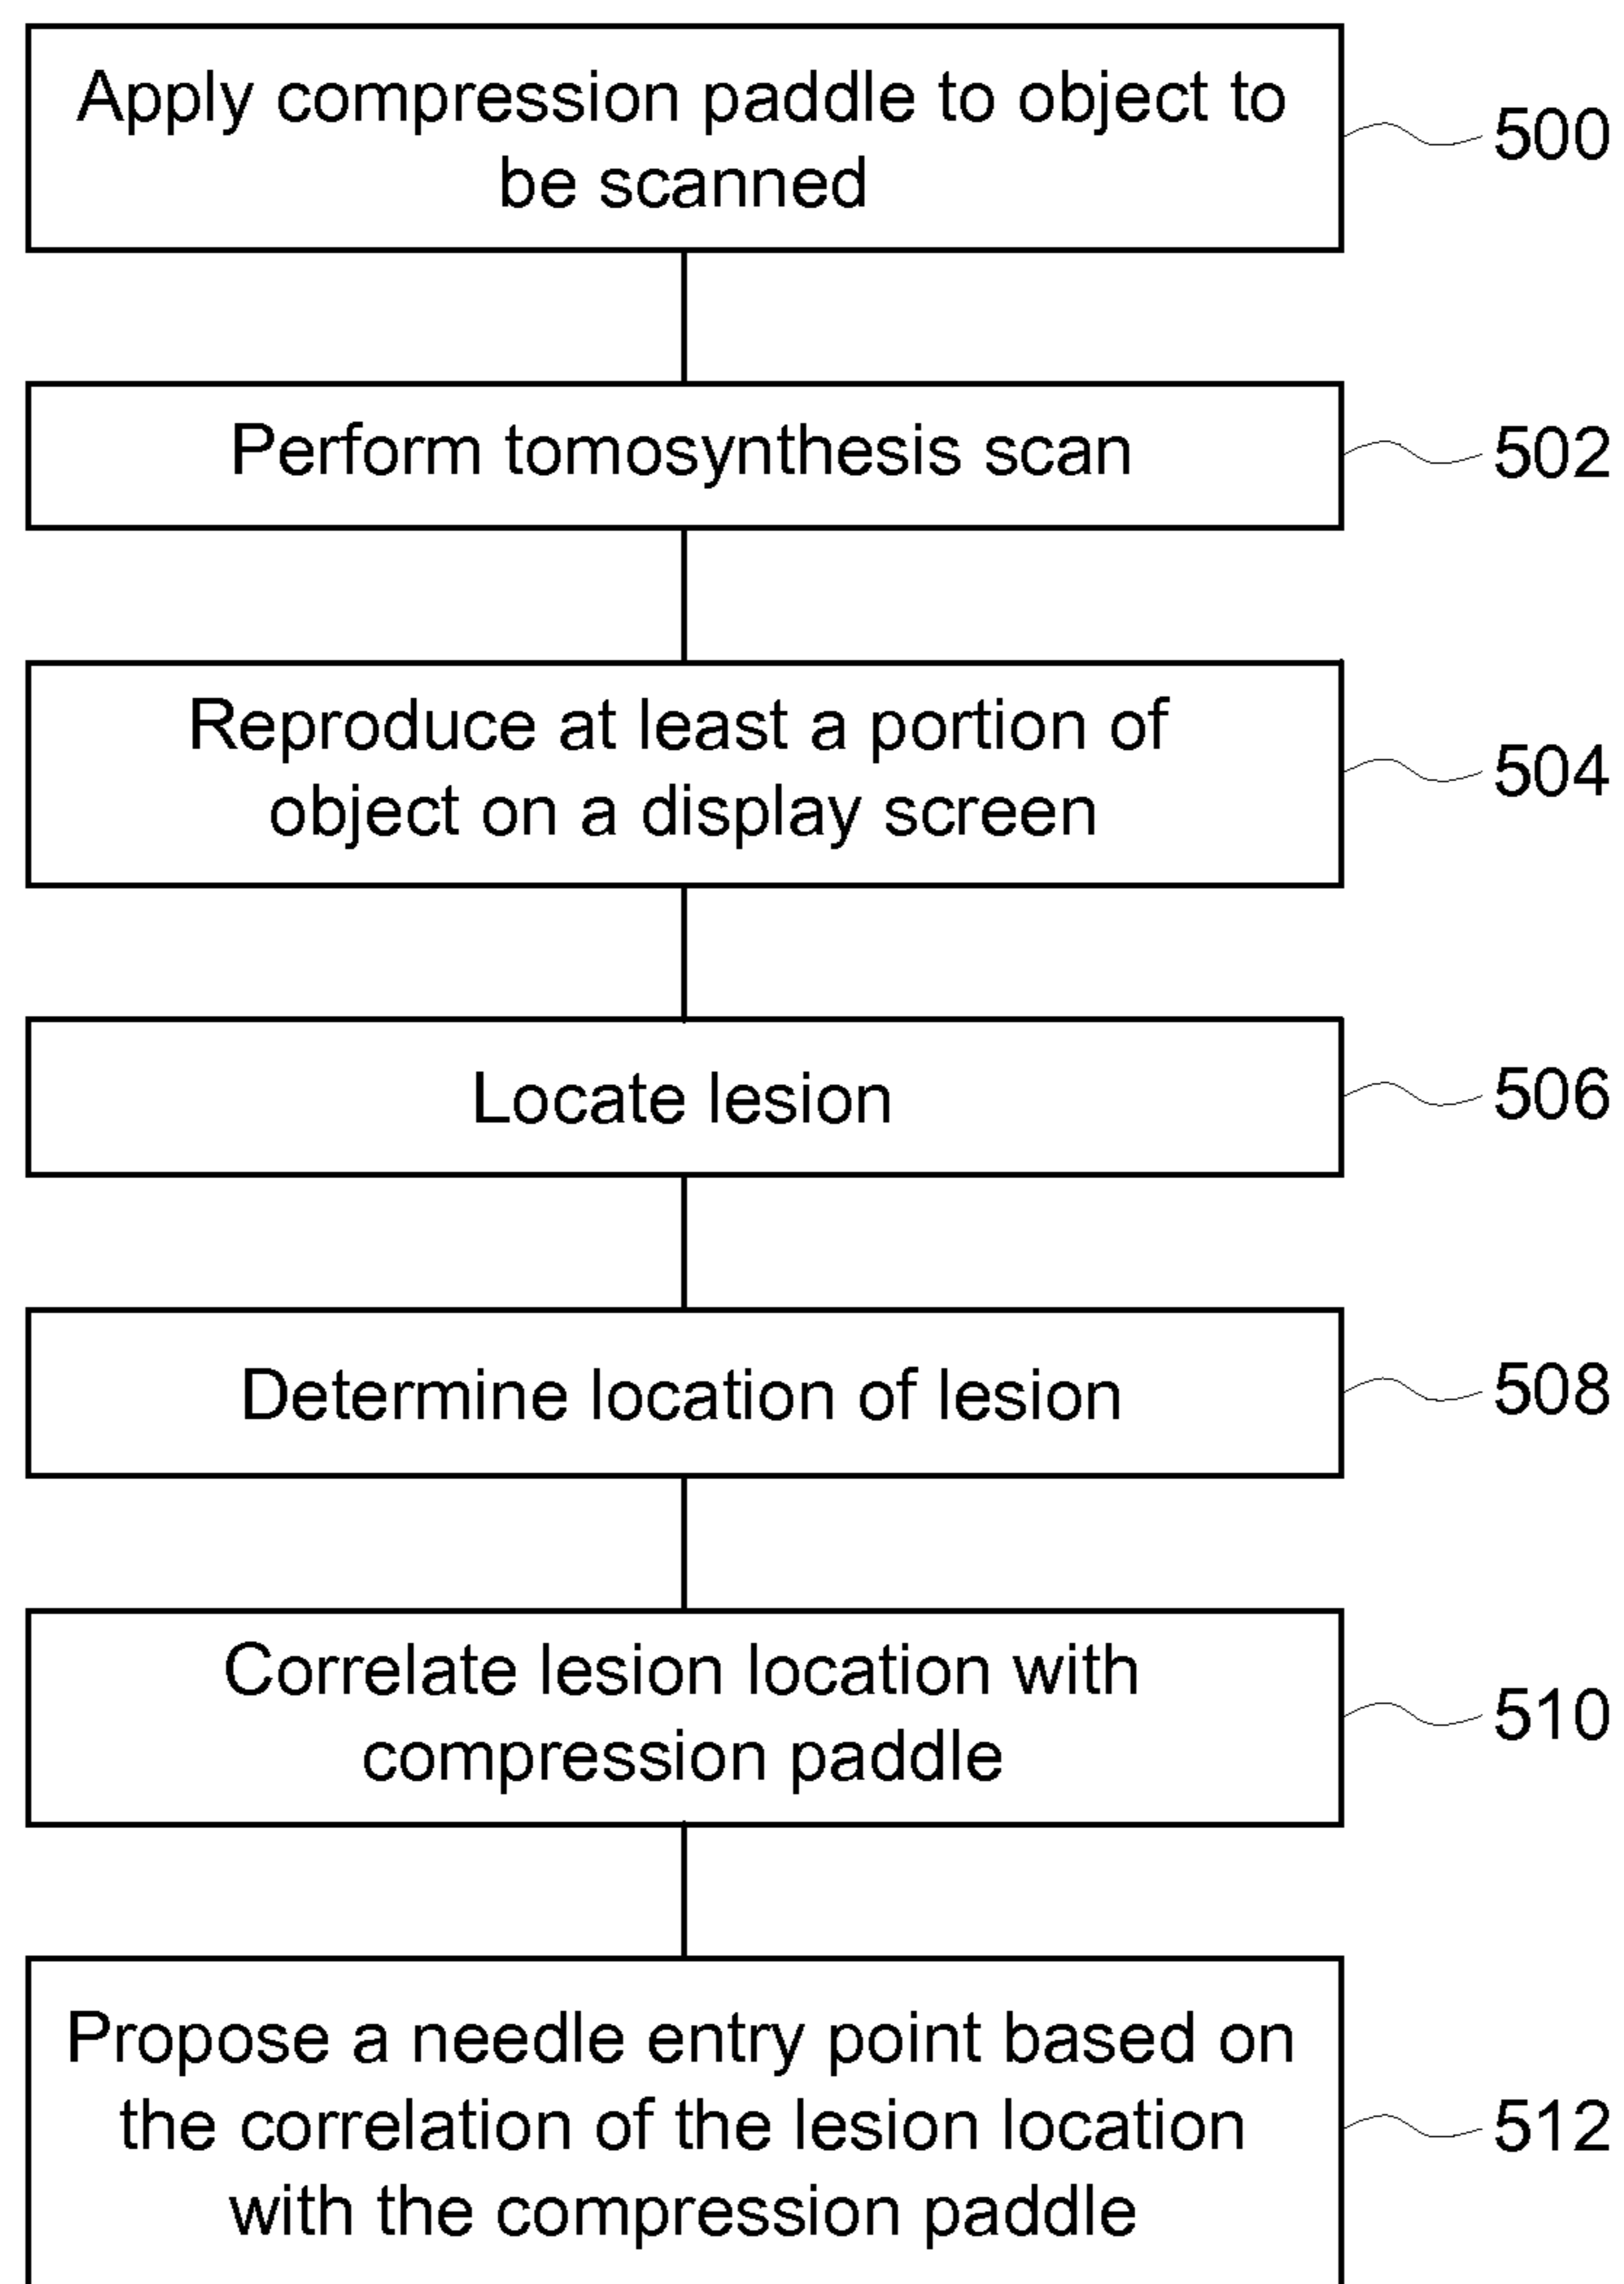 Apply compression paddle to object to
be scanned
500
Perform tomosynthesis scan
502
Reproduce at least a portion of
object on a display screen
504
Locate lesion
506
Determine location of lesion
508
Correlate lesion location with
compression paddle
510
Propose a needle entry point based on
the correlation of the lesion location
with the compression paddle
512